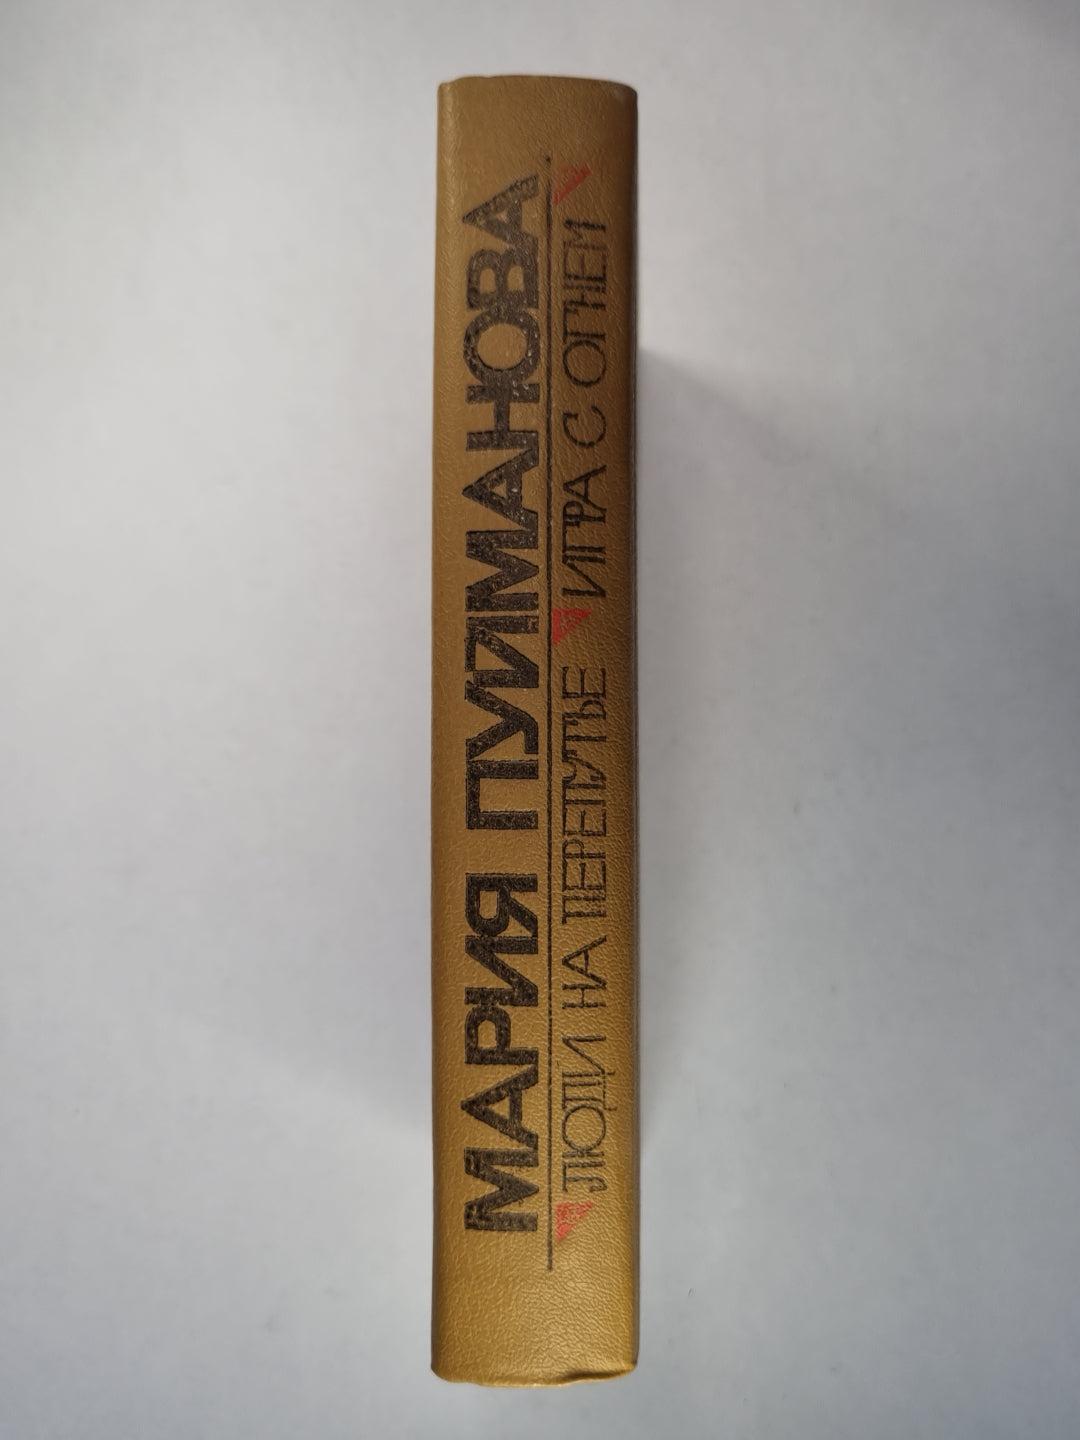 МАРИЯ ПУЙМАНОВА
ЛЮДИ НА ПЕРЕПУТЬЕ ИГРА С ОГНЕМ